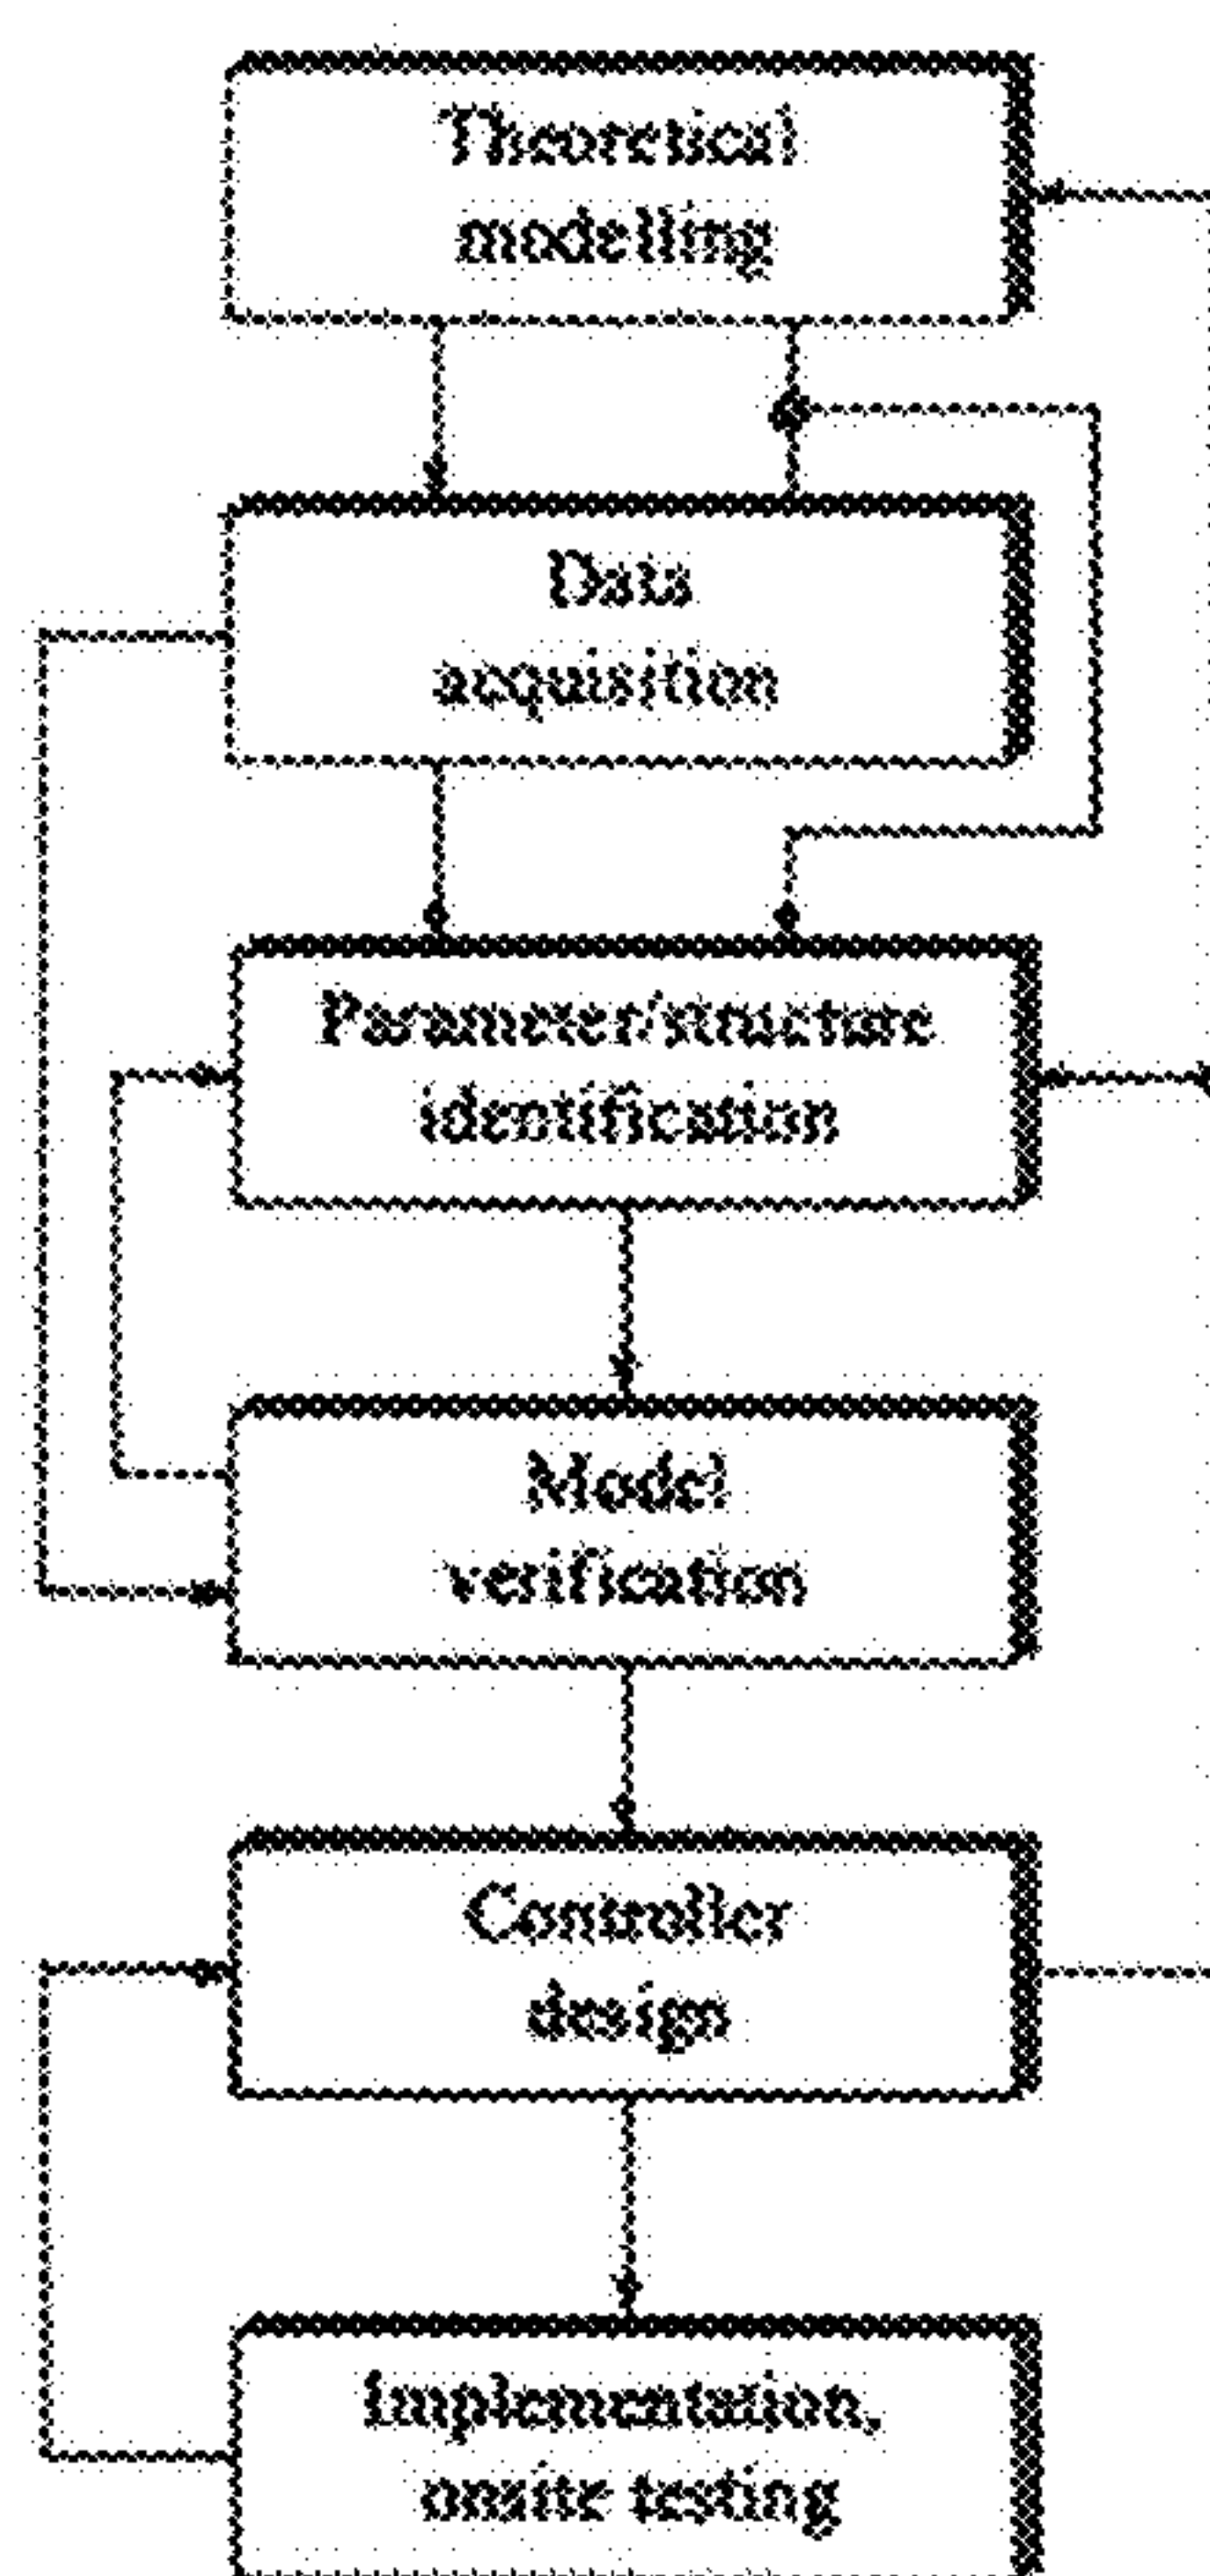 Theoretical
modelling
Data
acquisition
Parameter/structure
identification
Model
verification
Controller
design
Implementation,
onsite testing